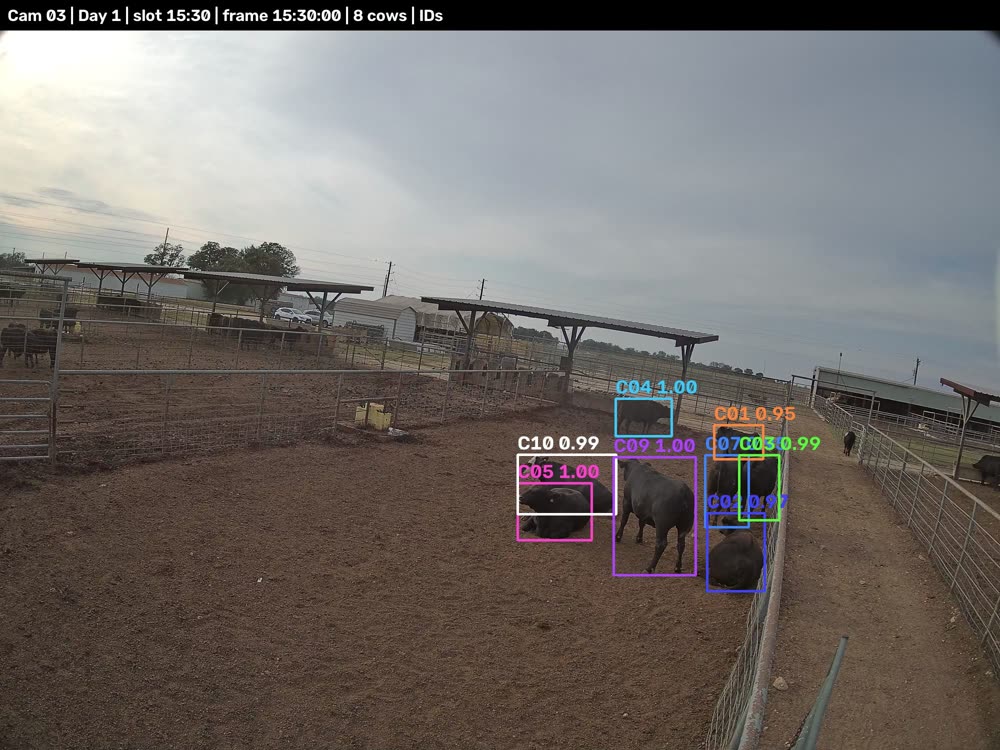 Cam 03 | Day 1 | slot 15:30 | frame 15:30:00 | 8 cows | IDs
C04 1.00
C01 0.95
C10 0.99
C09 1.00
C07
C03 0.99
C05 1.00
0.97